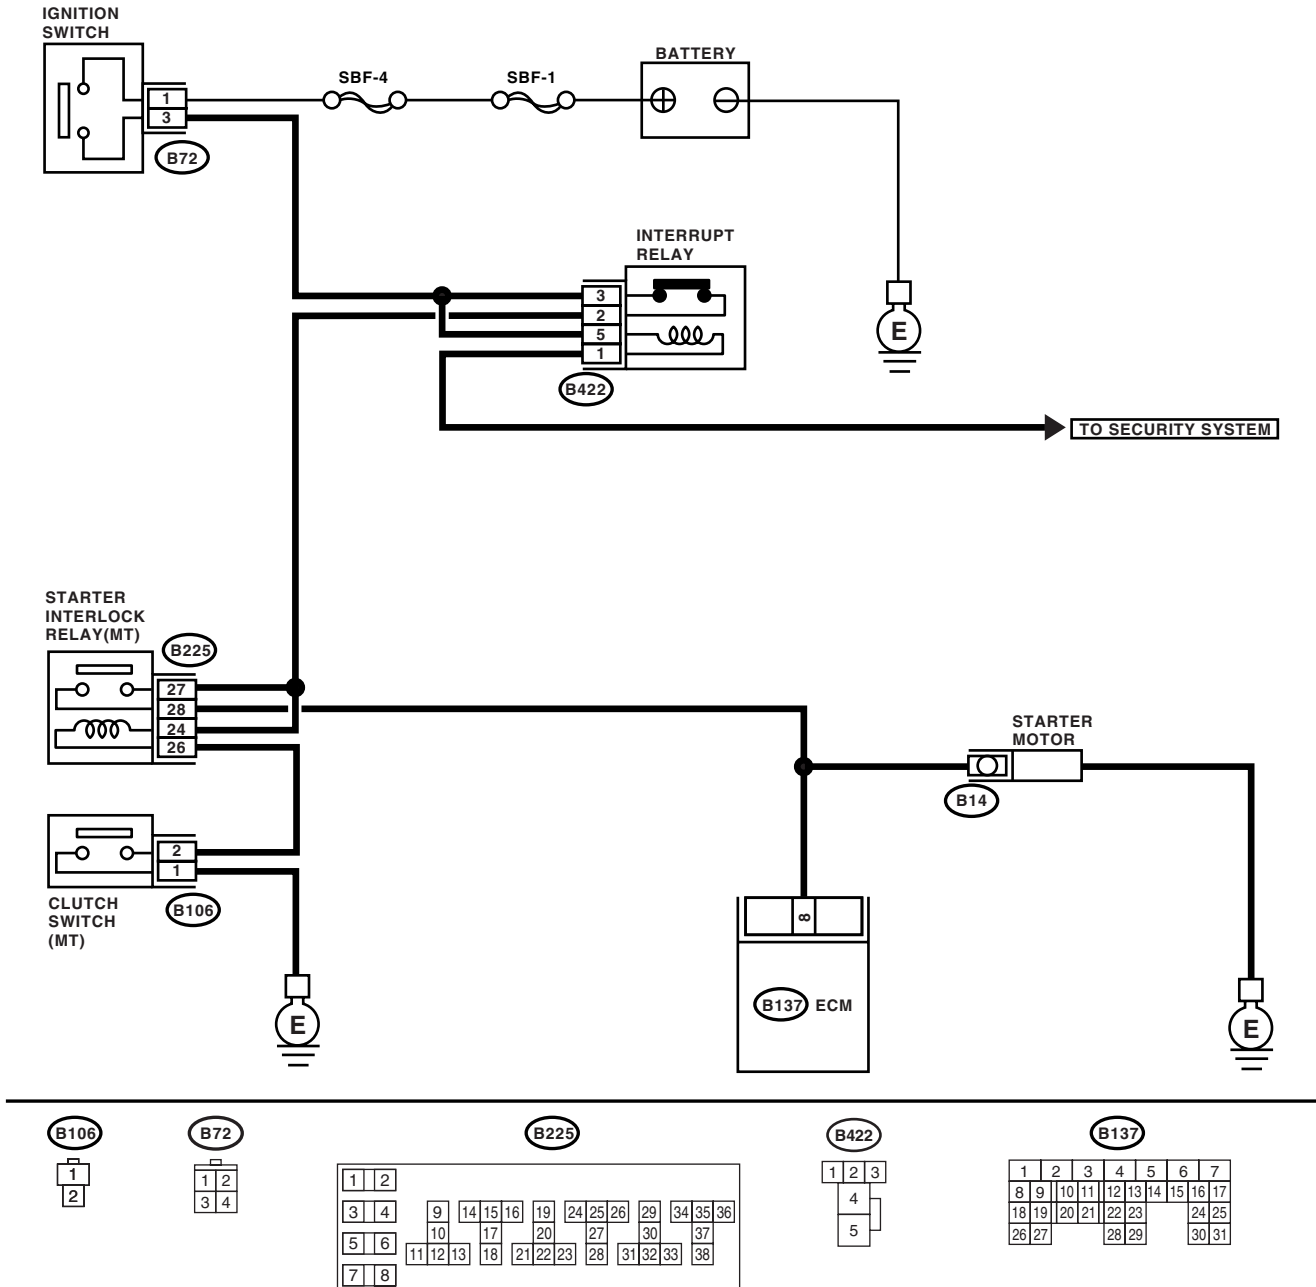 IGNITION
SWITCH
SBF-4
SBF-1
BATTERY
1
3
B72
INTERRUPT
RELAY
3
2
5
1
B422
E
TO SECURITY SYSTEM
STARTER
INTERLOCK
RELAY(MT)
B225
27
28
24
26
STARTER
MOTOR
B14
2
1
B106
CLUTCH
SWITCH
(MT)
8
B137 ECM
E
E
B106
1
2
B72
1 2
3 4
B225
1 2
3 4 9 14 15 16 19 24 25 26 29 34 35 36
10 17 20 27 30 37
5 6 11 12 13 18 21 22 23 28 31 32 33 38
7 8
B422
1 2 3
4
5
B137
1 2 3 4 5 6 7
8 9 10 11 12 13 14 15 16 17
18 19 20 21 22 23 24 25
26 27 28 29 30 31